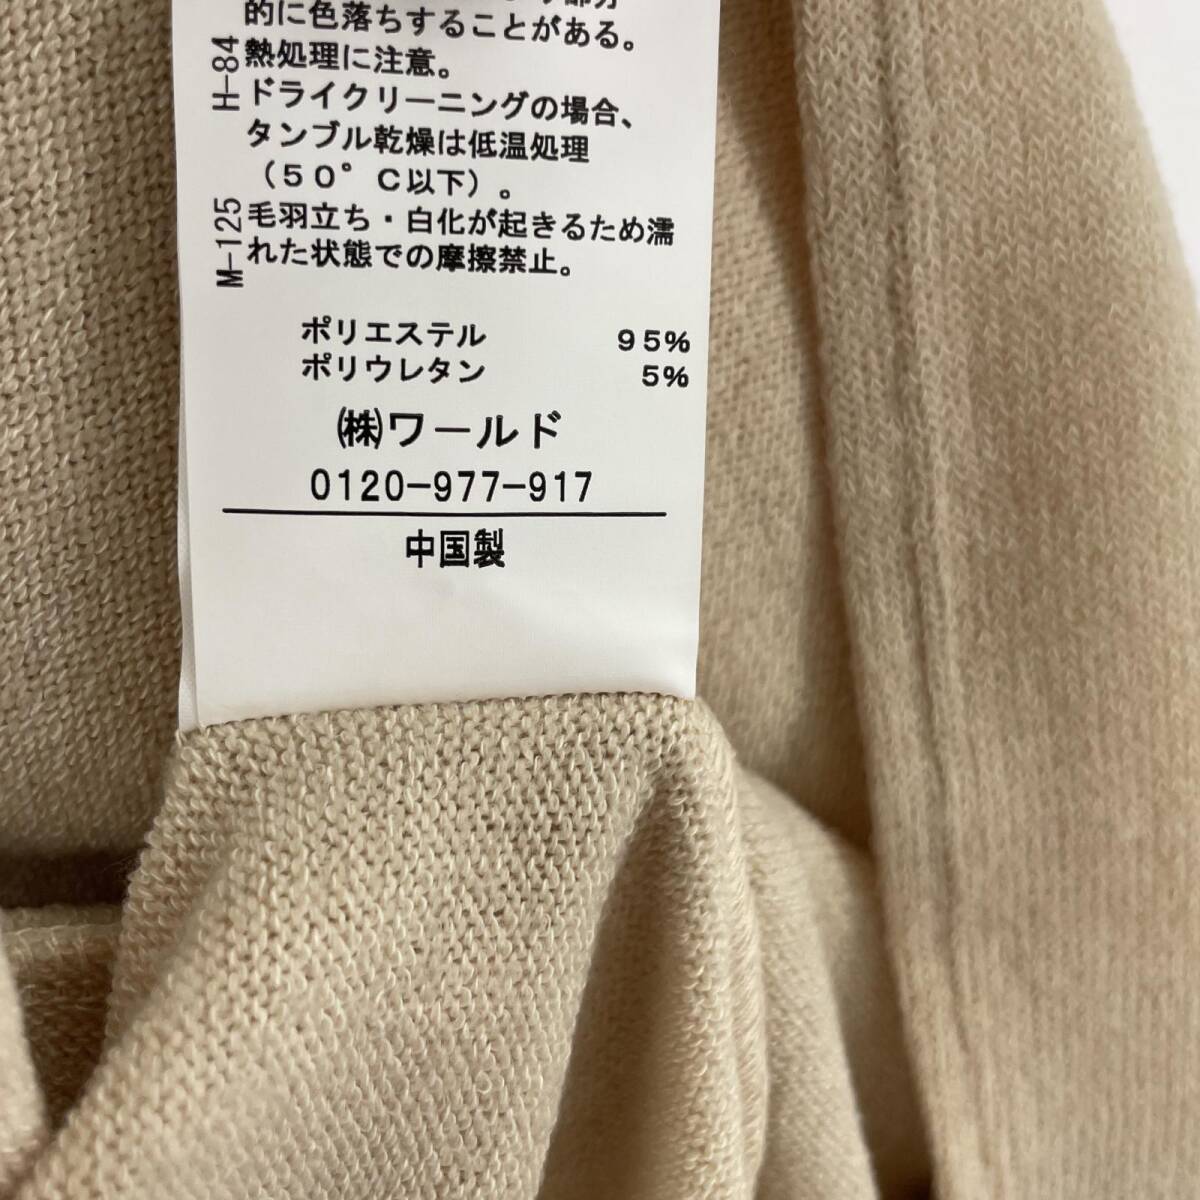 的に色落ちすることがある。
H-84
熱処理に注意。
ドライクリーニングの場合、
タンブル乾燥は低温処理
（50°C以下）。
M-125
毛羽立ち・白化が起きるため濡
れた状態での摩擦禁止。
ポリエステル 95%
ポリウレタン 5%
㈱ワールド
0120-977-917
中国製